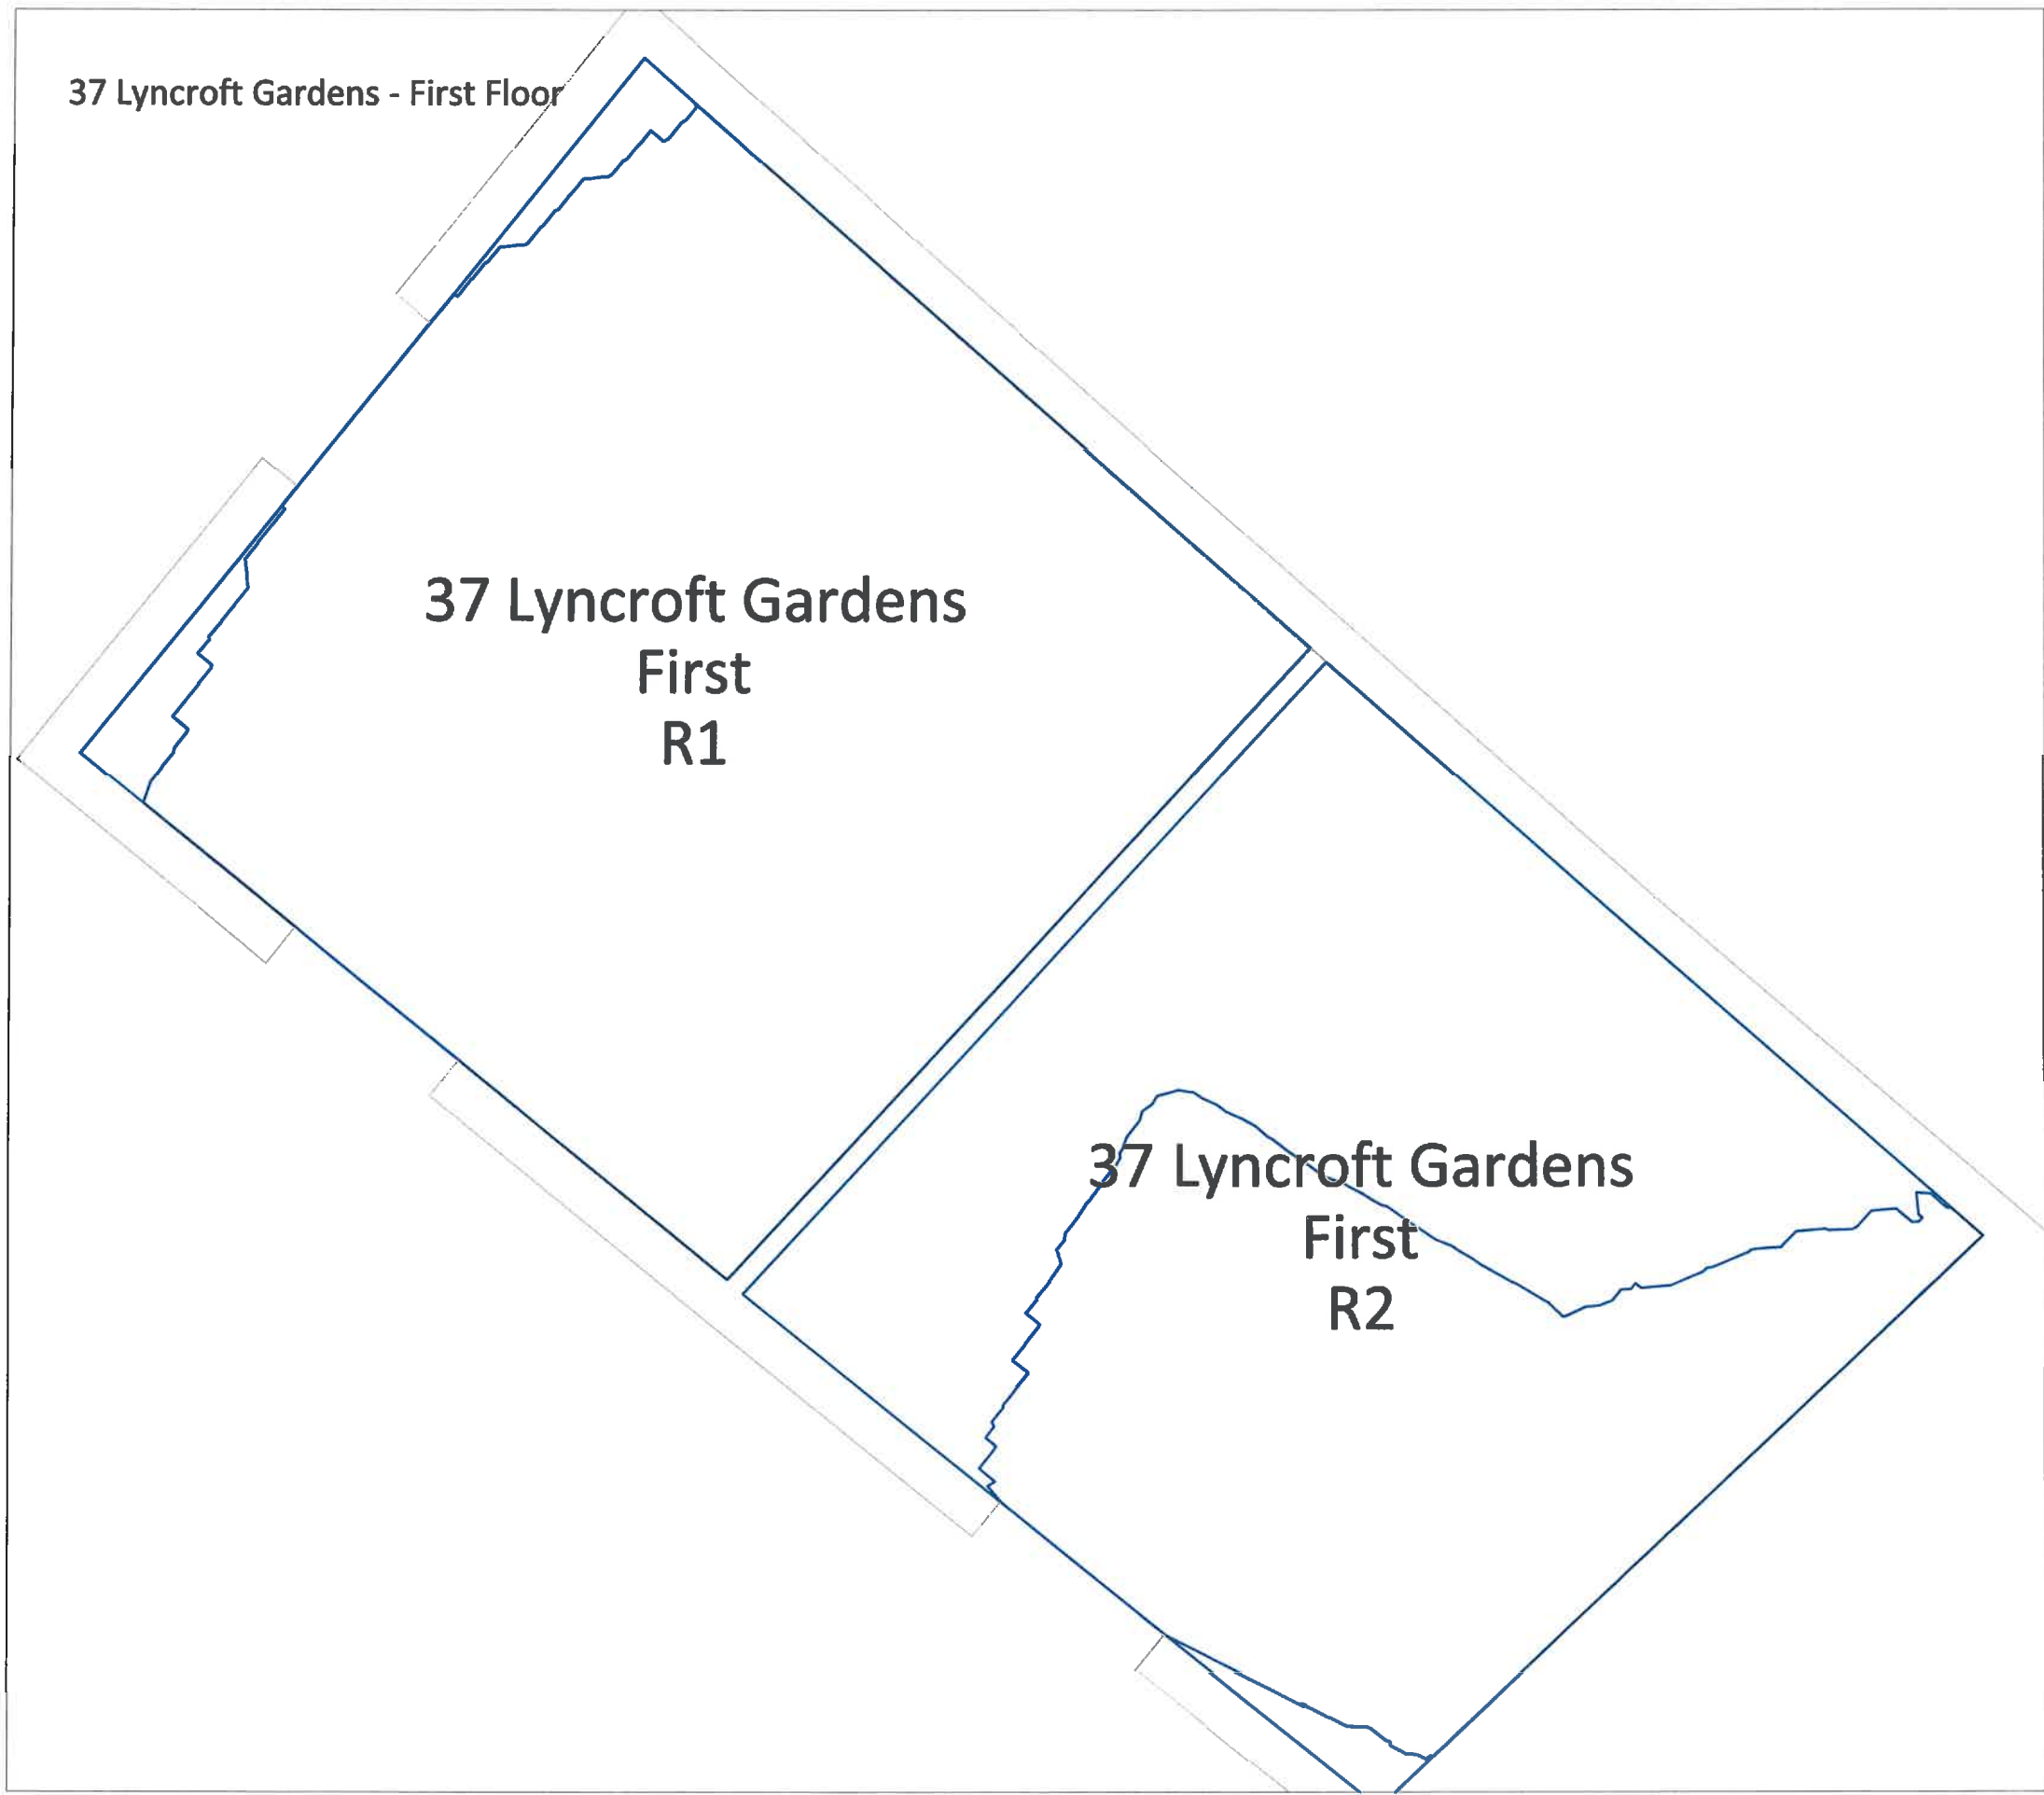 37 Lyncroft Gardens - First Floor
37 Lyncroft Gardens
First
R1
37 Lyncroft Gardens
First
R2